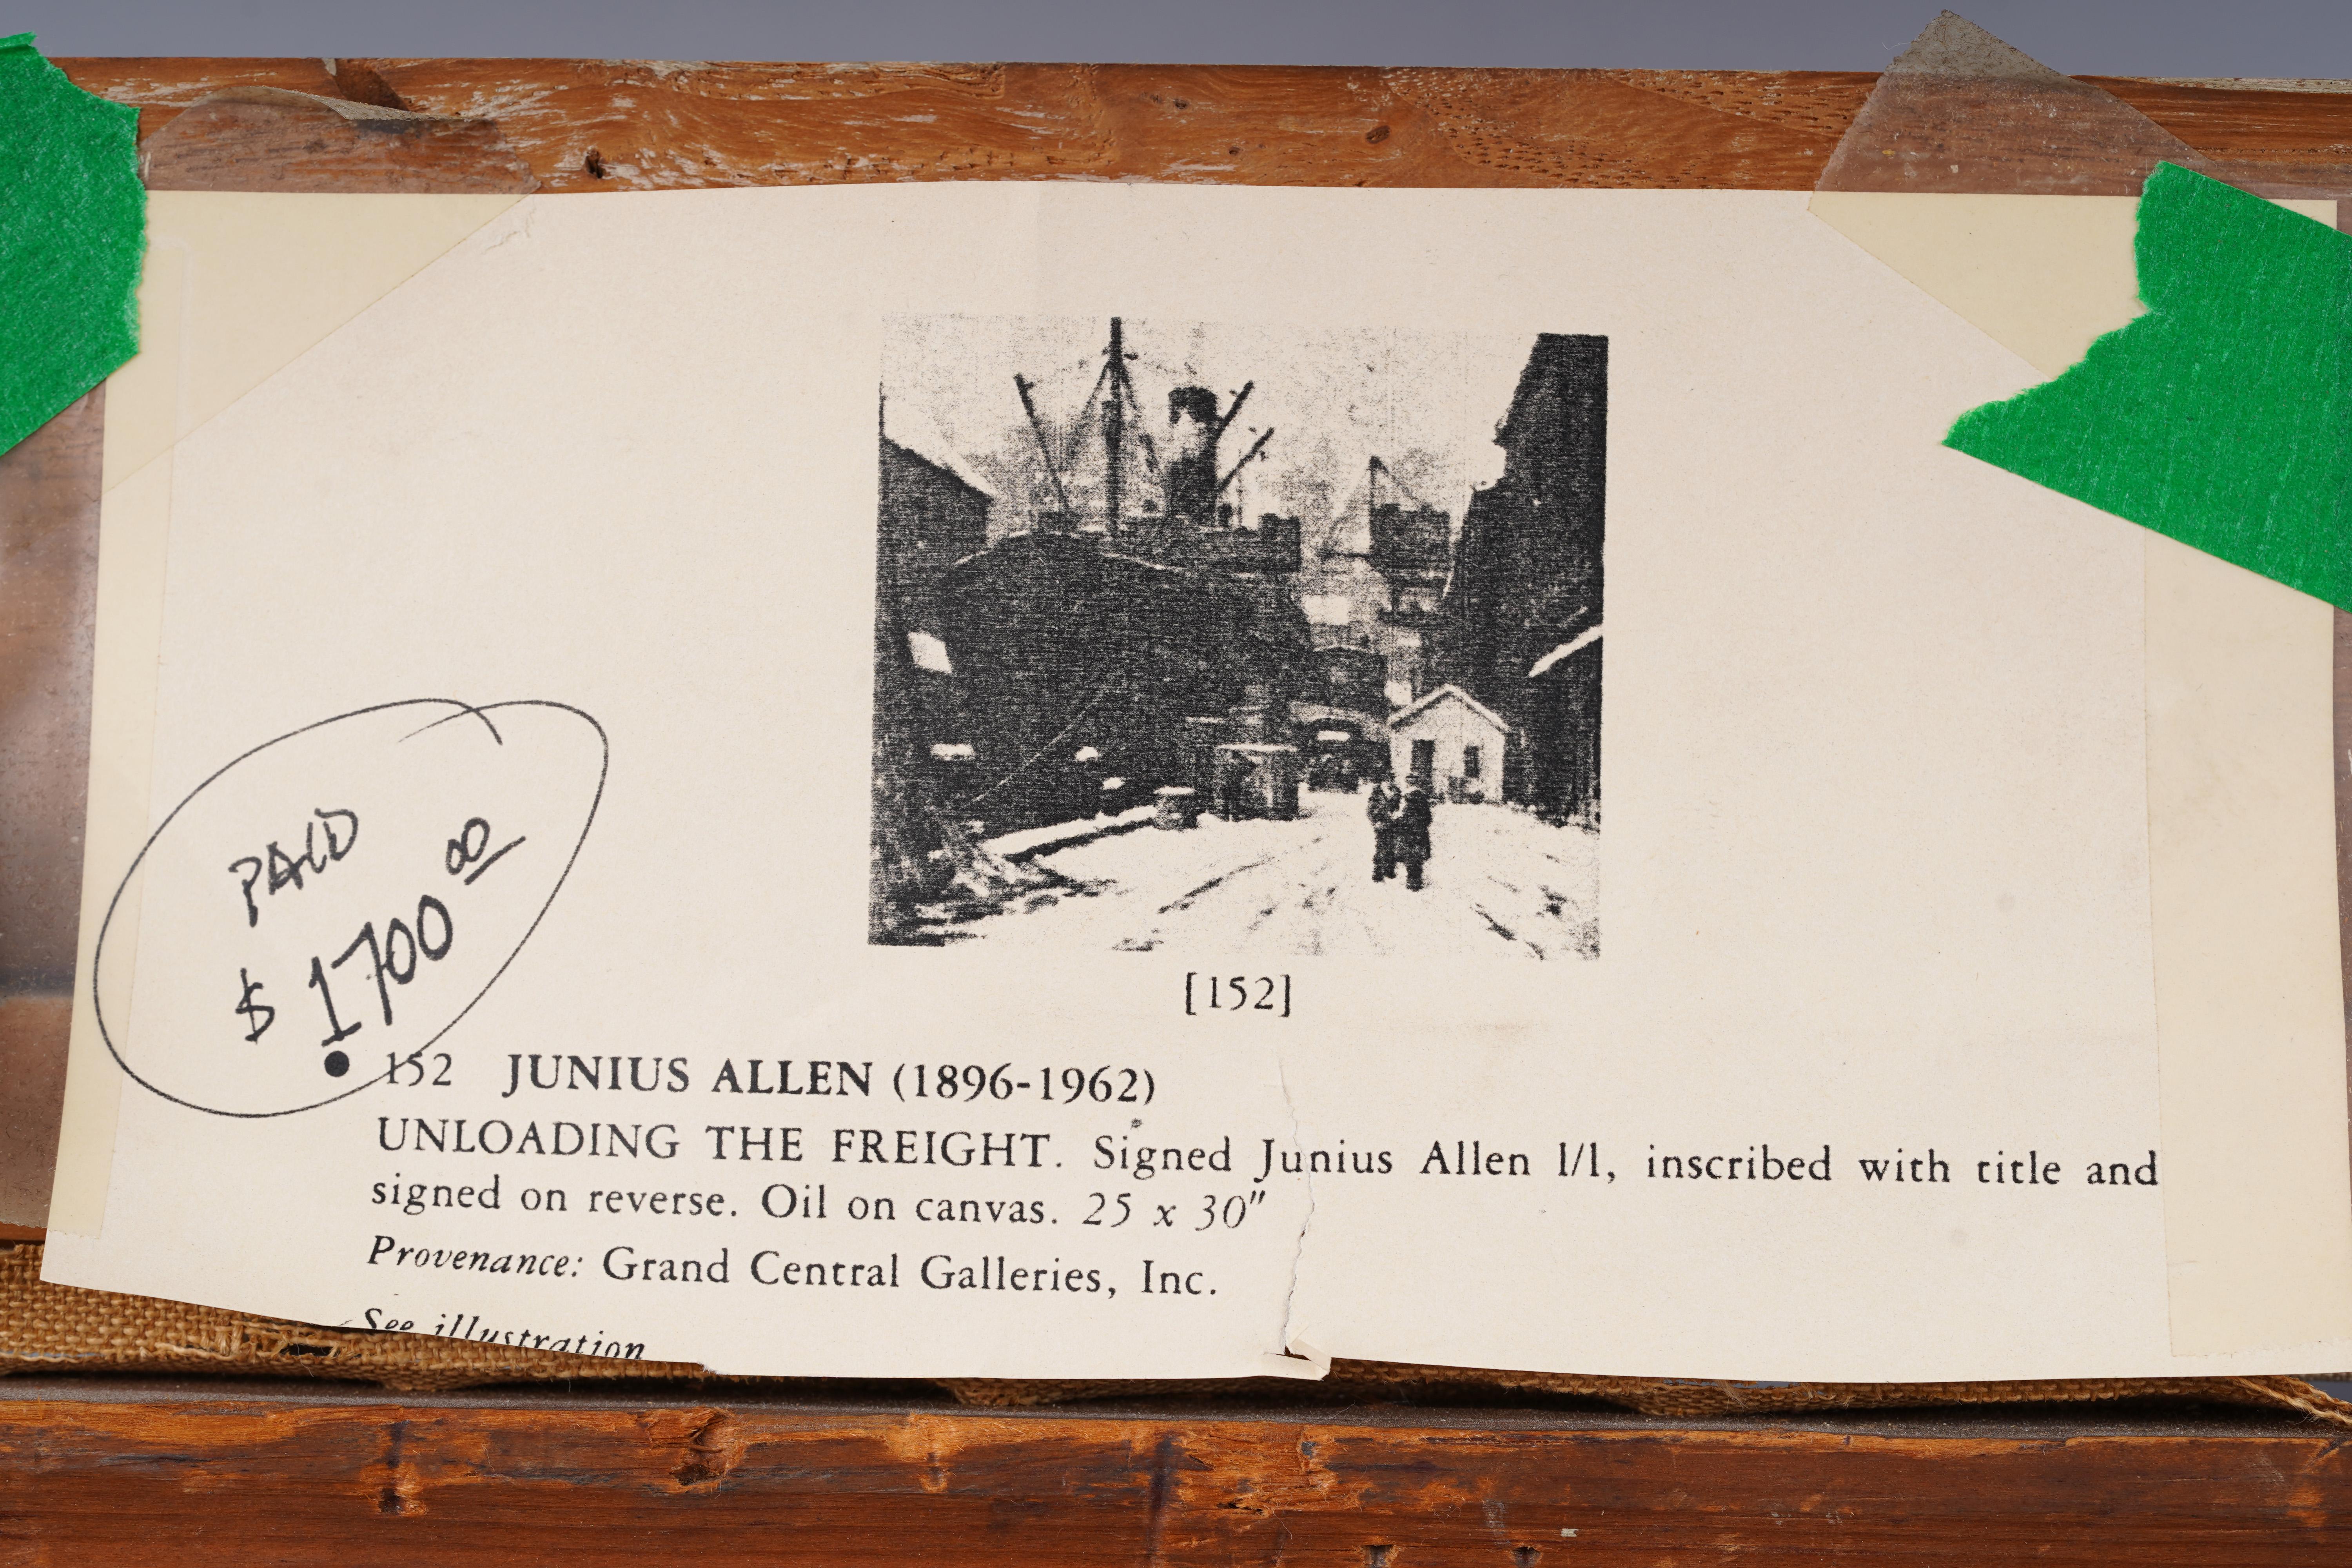 PAID
$ 1700 00
[152]
152 JUNIUS ALLEN (1896-1962)
UNLOADING THE FREIGHT. Signed Junius Allen l/l, inscribed with title and
signed on reverse. Oil on canvas. 25 x 30"
Provenance: Grand Central Galleries, Inc.
See illustration